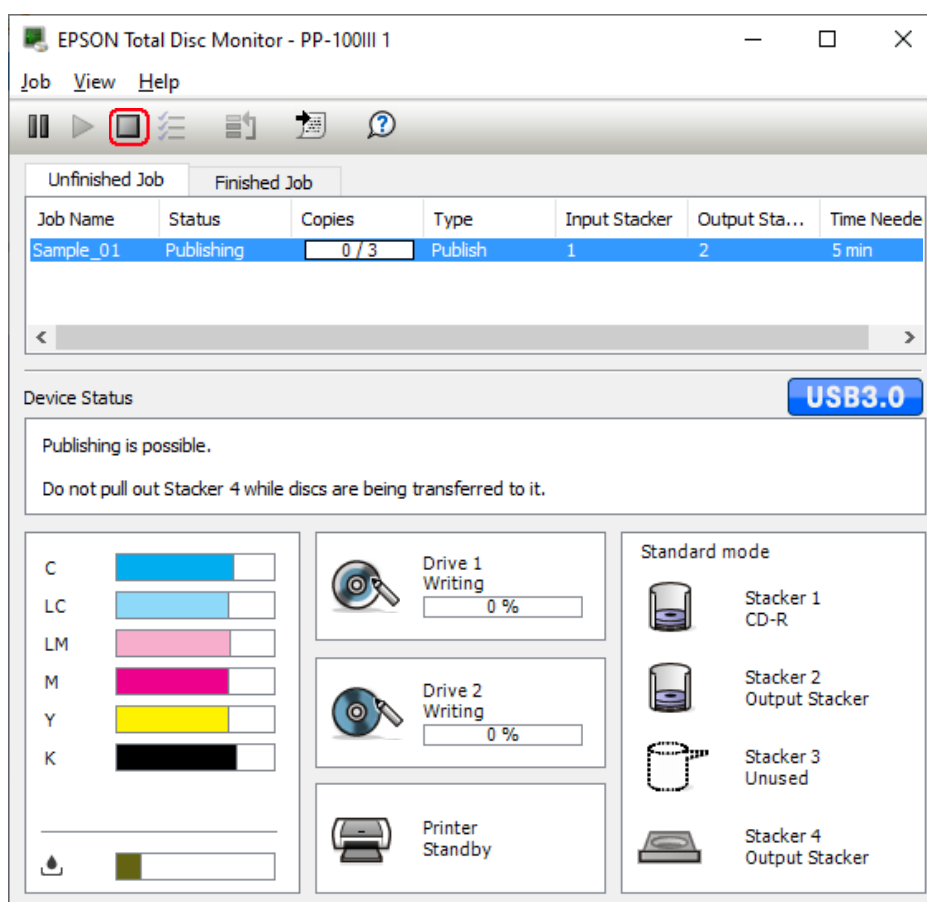 EPSON Total Disc Monitor - PP-100III 1
Job View Help
Unfinished Job Finished Job
Job Name Status Copies Type Input Stacker Output Sta... Time Neede
Sample_01 Publishing 0 / 3 Publish 1 2 5 min
Device Status
USB3.0
Publishing is possible.
Do not pull out Stacker 4 while discs are being transferred to it.
C
LC
LM
M
Y
K
Drive 1
Writing
0 %
Drive 2
Writing
0 %
Printer
Standby
Standard mode
Stacker 1
CD-R
Stacker 2
Output Stacker
Stacker 3
Unused
Stacker 4
Output Stacker